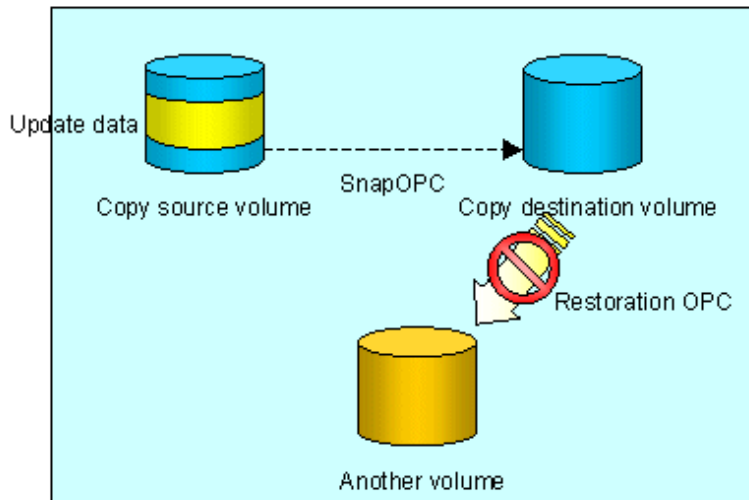 Update data
SnapOPC
Copy source volume
Copy destination volume
Restoration OPC
Another volume